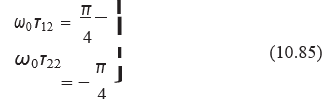 ω₀τ₁₂ = π/4 −
ω₀τ₂₂ = − π/4
(10.85)